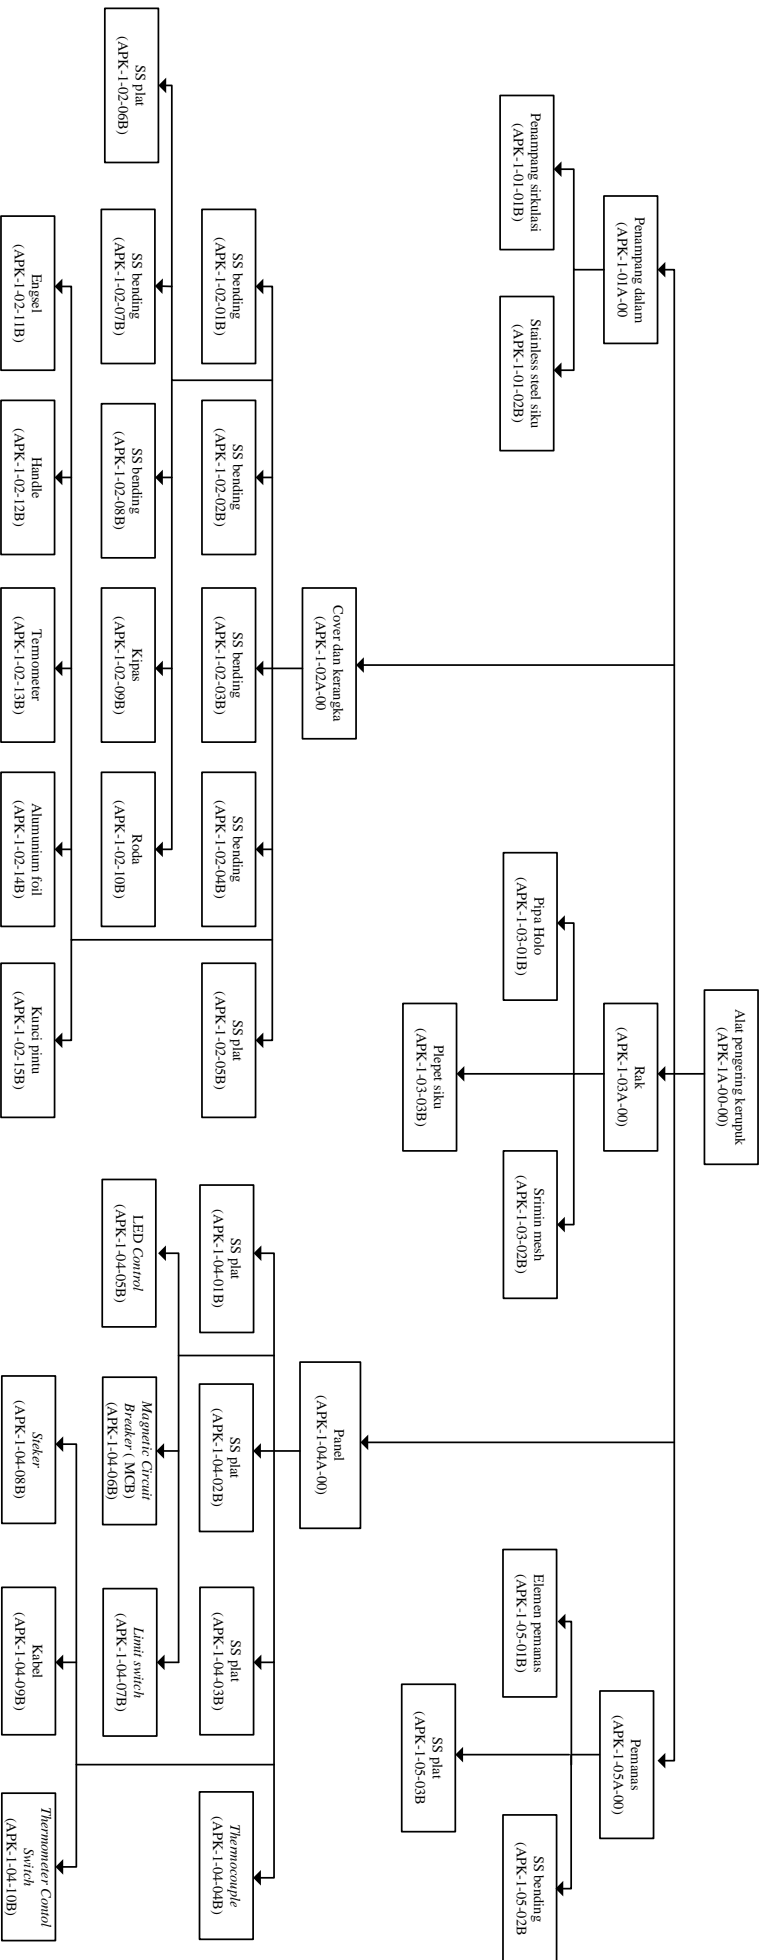 Alat pengering kerupuk
(APK-1A-00-00)
Penampang dalam
(APK-1-01A-00
Penampang sirkulasi
(APK-1-01-01B)
Stainless steel siku
(APK-1-01-02B)
Cover dan kerangka
(APK-1-02A-00
SS bending
(APK-1-02-01B)
SS bending
(APK-1-02-02B)
SS bending
(APK-1-02-03B)
SS bending
(APK-1-02-04B)
SS plat
(APK-1-02-05B)
SS plat
(APK-1-02-06B)
SS bending
(APK-1-02-07B)
SS bending
(APK-1-02-08B)
Kipas
(APK-1-02-09B)
Roda
(APK-1-02-10B)
Engsel
(APK-1-02-11B)
Handle
(APK-1-02-12B)
Termometer
(APK-1-02-13B)
Alumunium foil
(APK-1-02-14B)
Kunci pintu
(APK-1-02-15B)
Rak
(APK-1-03A-00)
Pipa Holo
(APK-1-03-01B)
Srimin mesh
(APK-1-03-02B)
Plepet siku
(APK-1-03-03B)
Panel
(APK-1-04A-00)
SS plat
(APK-1-04-01B)
SS plat
(APK-1-04-02B)
SS plat
(APK-1-04-03B)
Thermocouple
(APK-1-04-04B)
LED Control
(APK-1-04-05B)
Magnetic Circuit
Breaker ( MCB)
(APK-1-04-06B)
Limit switch
(APK-1-04-07B)
Steker
(APK-1-04-08B)
Kabel
(APK-1-04-09B)
Thermometer Contol
Switch
(APK-1-04-10B)
Pemanas
(APK-1-05A-00)
Elemen pemanas
(APK-1-05-01B)
SS bending
(APK-1-05-02B
SS plat
(APK-1-05-03B